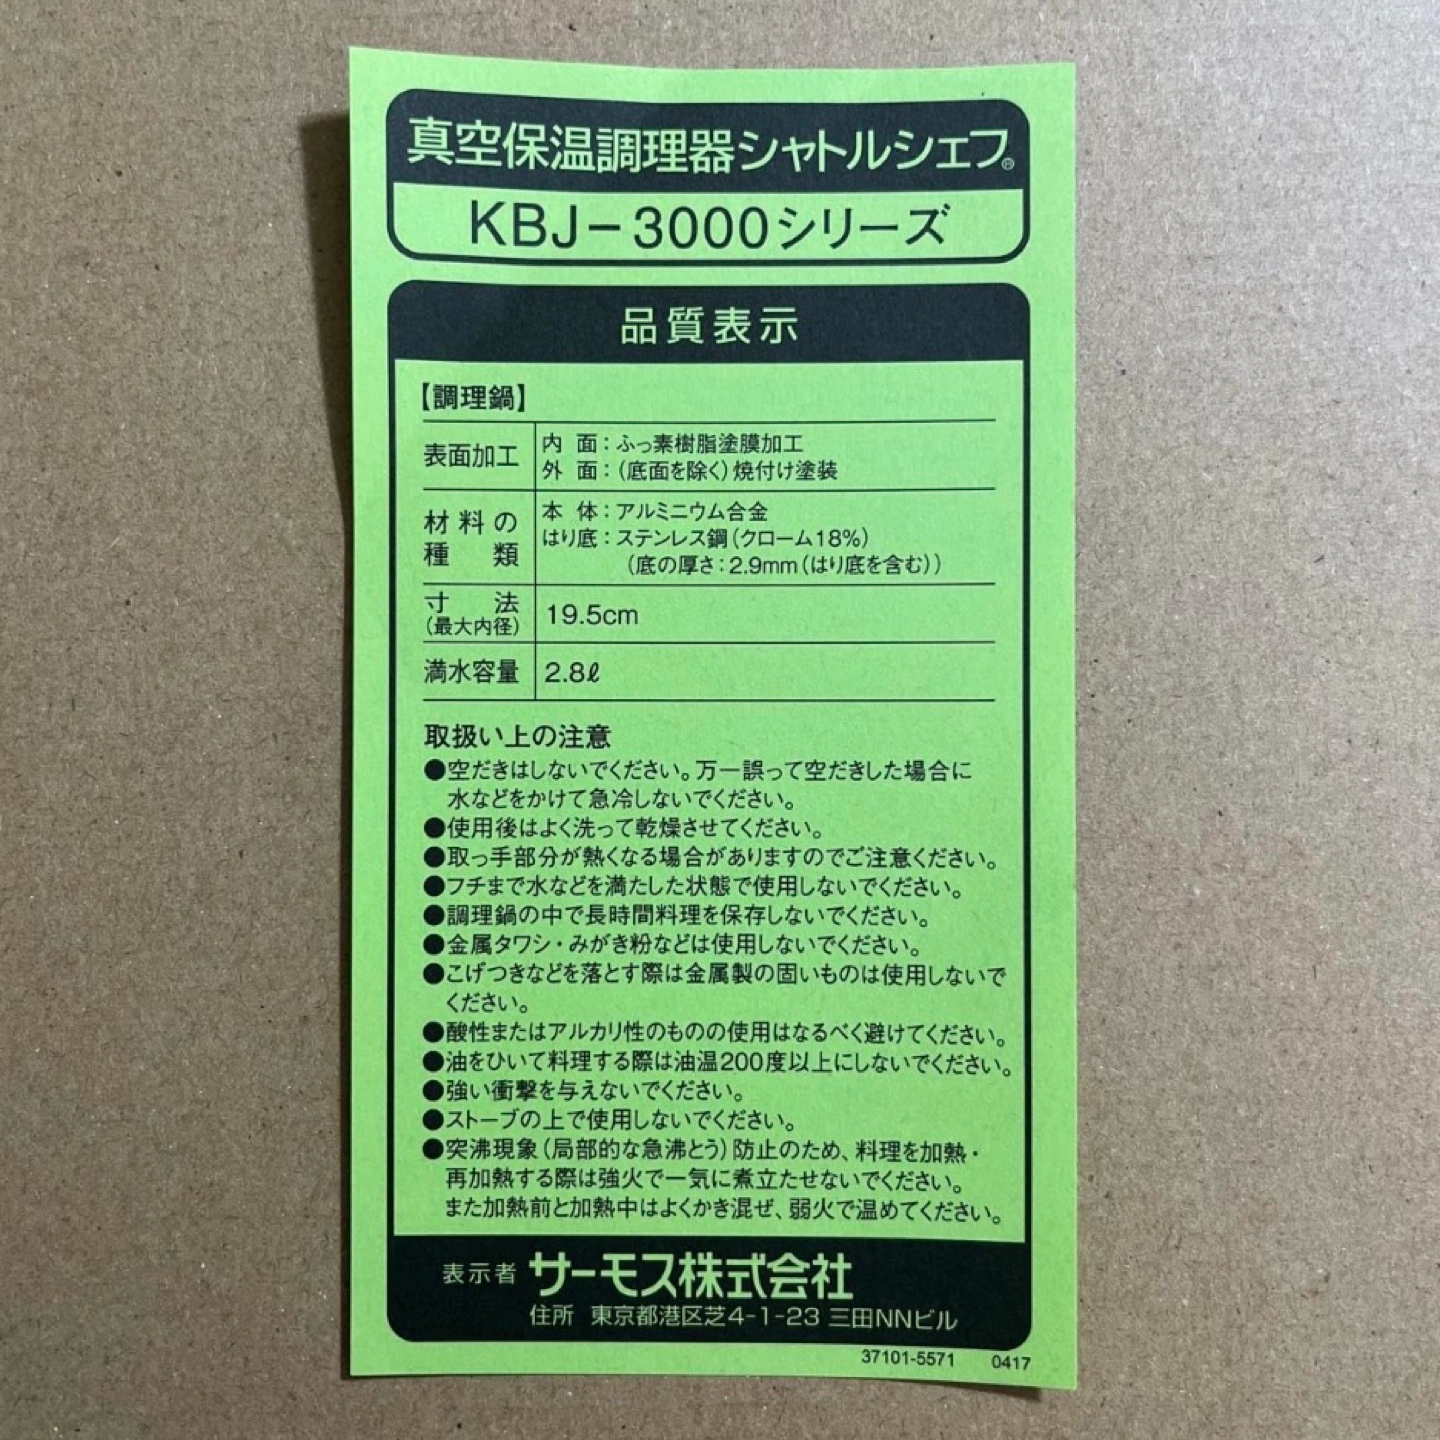 真空保温調理器シャトルシェフ®
KBJ-3000シリーズ
品質表示
【調理鍋】
表面加工 内 面：ふっ素樹脂塗膜加工
外 面：（底面を除く）焼付け塗装
材料の種類 本 体：アルミニウム合金
はり底：ステンレス鋼（クローム18%）
（底の厚さ：2.9mm（はり底を含む））
寸法（最大内径） 19.5cm
満水容量 2.8ℓ
取扱い上の注意
●空だきはしないでください。万一誤って空だきした場合に
水などをかけて急冷しないでください。
●使用後はよく洗って乾燥させてください。
●取っ手部分が熱くなる場合がありますのでご注意ください。
●フチまで水などを満たした状態で使用しないでください。
●調理鍋の中で長時間料理を保存しないでください。
●金属タワシ・みがき粉などは使用しないでください。
●こげつきなどを落とす際は金属製の固いものは使用しないで
ください。
●酸性またはアルカリ性のものの使用はなるべく避けてください。
●油をひいて料理する際は油温200度以上にしないでください。
●強い衝撃を与えないでください。
●ストーブの上で使用しないでください。
●突沸現象（局部的な急沸とう）防止のため、料理を加熱・
再加熱する際は強火で一気に煮立たせないでください。
また加熱前と加熱中はよくかき混ぜ、弱火で温めてください。
表示者 サーモス株式会社
住所 東京都港区芝4-1-23 三田NNビル
37101-5571 0417